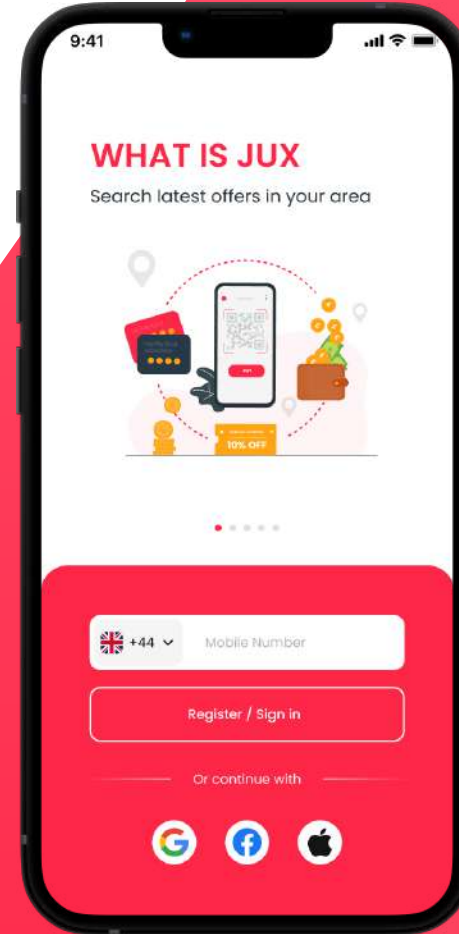 9:41
WHAT IS JUX
Search latest offers in your area
10% OFF
+44
Mobile Number
Register / Sign in
Or continue with